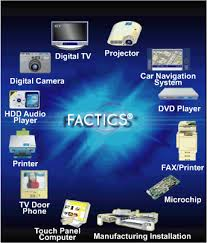 Digital TV
Projector
Digital Camera
Car Navigation
System
HDD Audio
Player
DVD Player
FACTICS®
Printer
FAX/Printer
TV Door
Phone
Microchip
Touch Panel
Computer
Manufacturing Installation